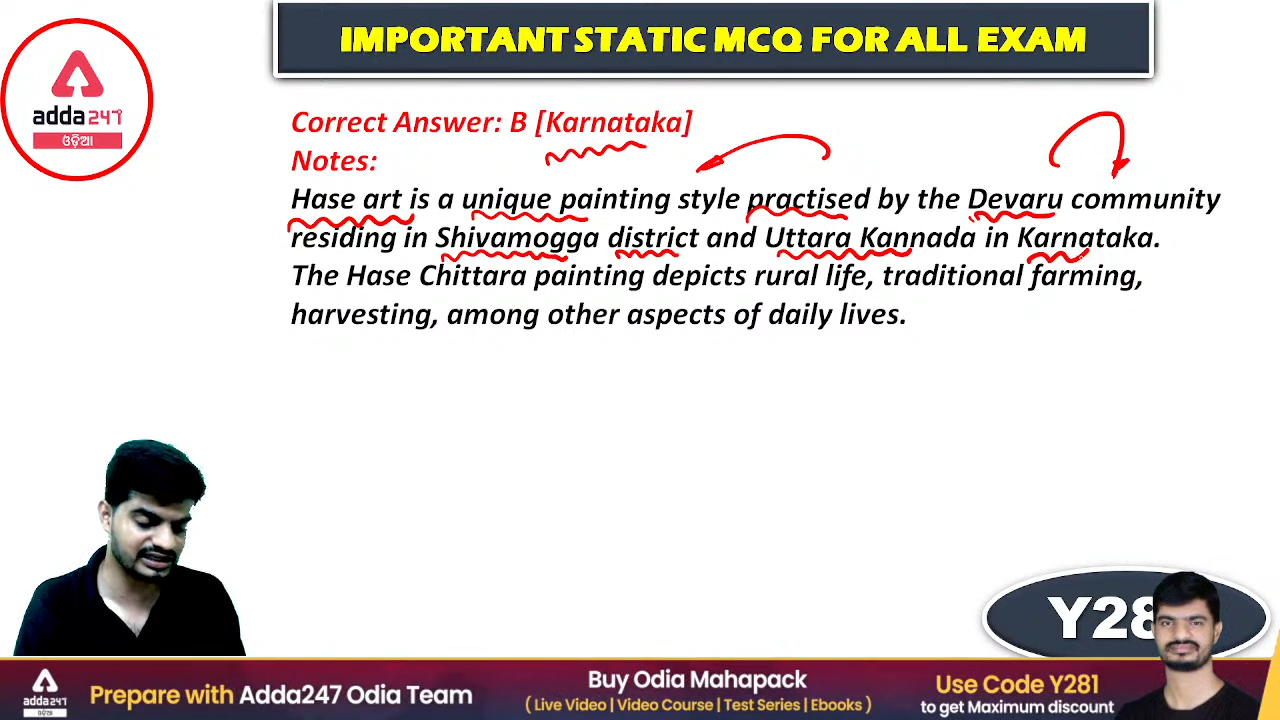 IMPORTANT STATIC MCQ FOR ALL EXAM
adda247
ଓଡ଼ିଆ
Correct Answer: B [Karnataka]
Notes:
Hase art is a unique painting style practised by the Devaru community
residing in Shivamogga district and Uttara Kannada in Karnataka.
The Hase Chittara painting depicts rural life, traditional farming,
harvesting, among other aspects of daily lives.
Y28
adda247
Prepare with Adda247 Odia Team
Buy Odia Mahapack
( Live Video | Video Course | Test Series | Ebooks )
Use Code Y281
to get Maximum discount